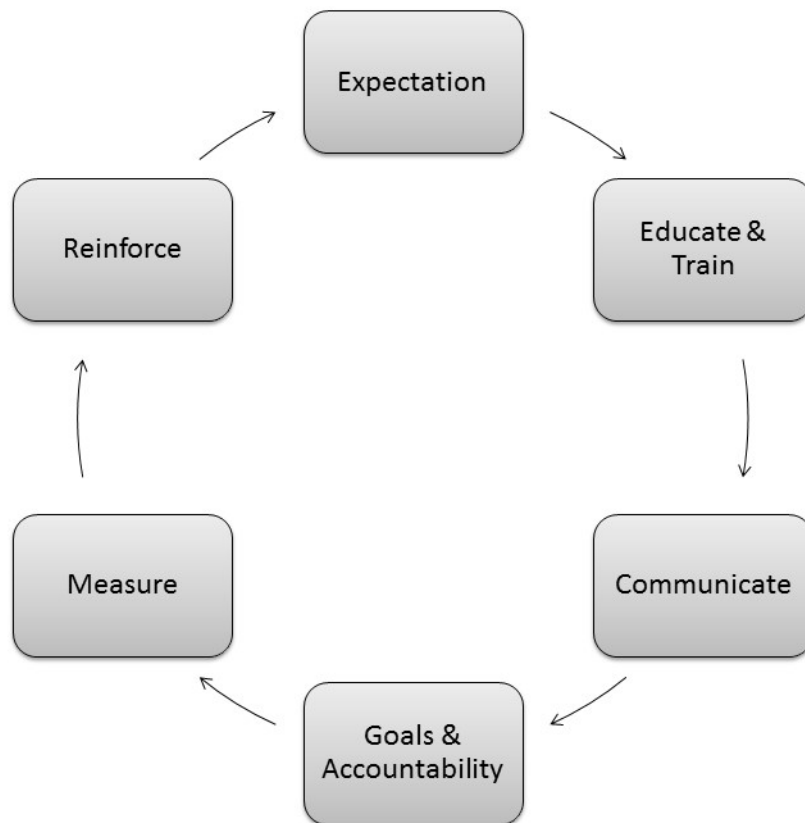 Expectation
Educate &
Train
Communicate
Goals &
Accountability
Measure
Reinforce